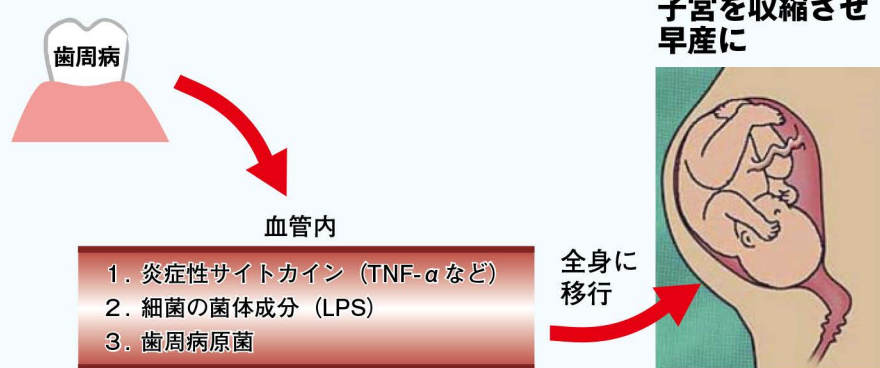 子宮を収縮させ
早産に
歯周病
血管内
1. 炎症性サイトカイン（TNF-αなど）
2. 細菌の菌体成分（LPS）
3. 歯周病原菌
全身に
移行